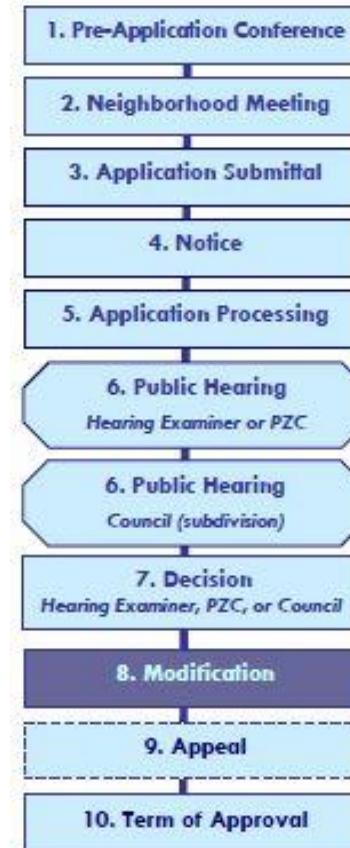 1. Pre-Application Conference
2. Neighborhood Meeting
3. Application Submittal
4. Notice
5. Application Processing
6. Public Hearing
Hearing Examiner or PZC
6. Public Hearing
Council (subdivision)
7. Decision
Hearing Examiner, PZC, or Council
8. Modification
9. Appeal
10. Term of Approval